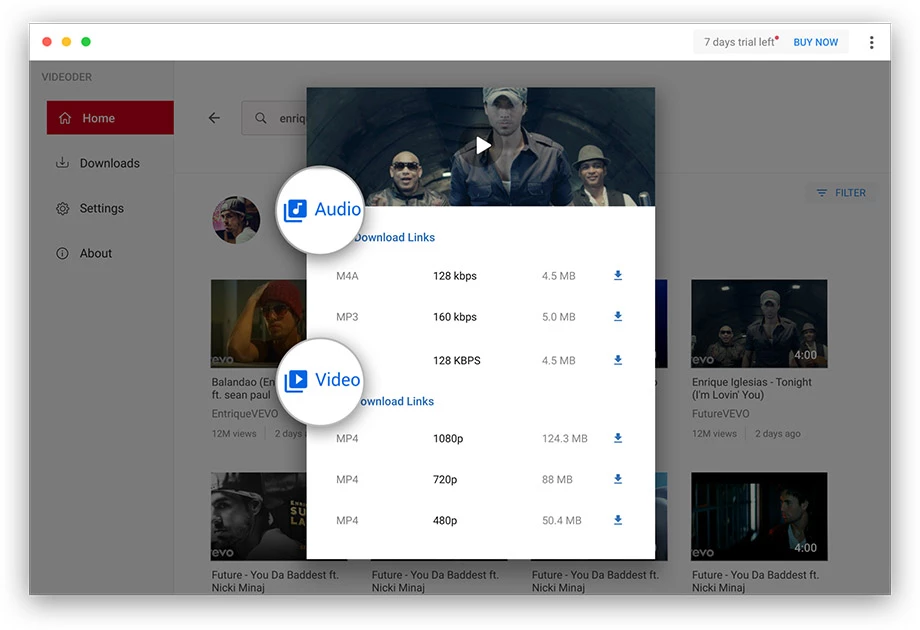 7 days trial left
BUY NOW
VIDEODER
Home
Downloads
Settings
About
enriq
FILTER
Audio
Download Links
M4A 128 kbps 4.5 MB
MP3 160 kbps 5.0 MB
128 KBPS 4.5 MB
Video
ownload Links
MP4 1080p 124.3 MB
MP4 720p 88 MB
MP4 480p 50.4 MB
evo
Balandao (En
ft. sean paul
EntriqueVEVO
12M views 2 days
evo
4:00
Enrique Iglesias - Tonight
(I'm Lovin' You)
FutureVEVO
12M views 2 days ago
evo
Future - You Da Baddest ft.
Nicki Minaj
Future - You Da Baddest ft.
Nicki Minaj
Future - You Da Baddest ft.
Nicki Minaj
evo
4:00
Future - You Da Baddest ft.
Nicki Minaj